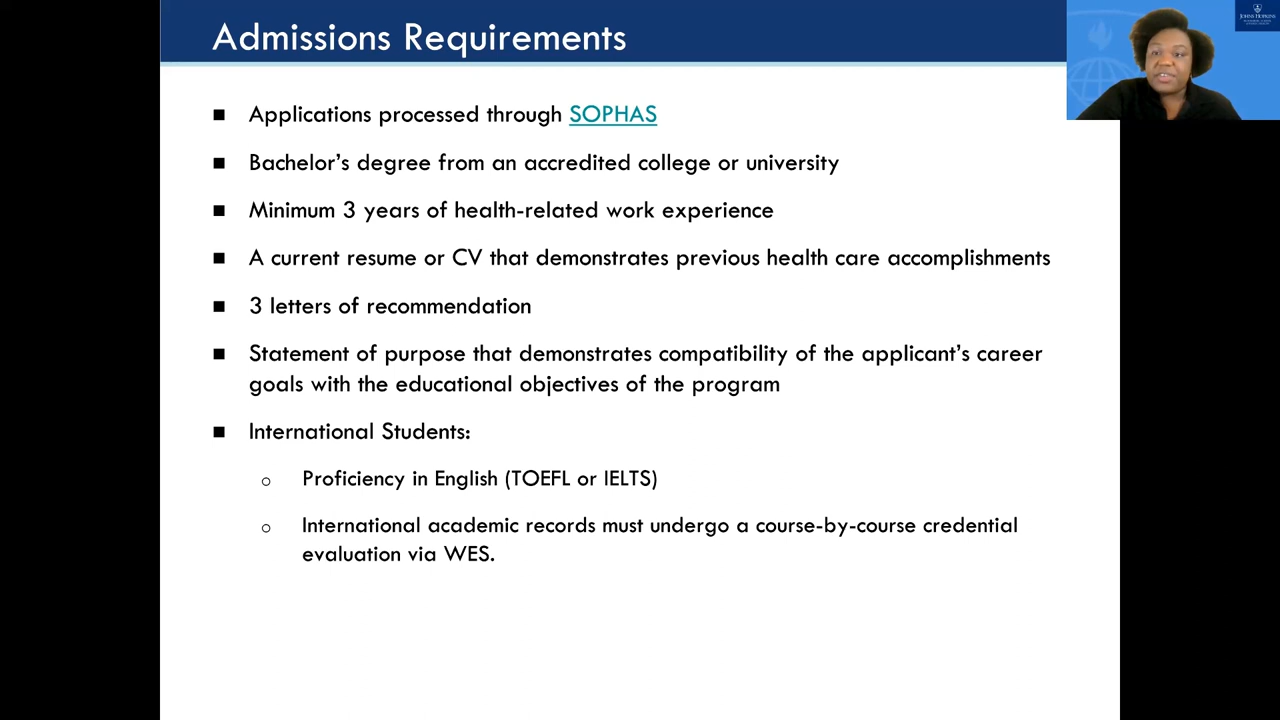 Admissions Requirements
JOHNS HOPKINS
■ Applications processed through SOPHAS
■ Bachelor’s degree from an accredited college or university
■ Minimum 3 years of health-related work experience
■ A current resume or CV that demonstrates previous health care accomplishments
■ 3 letters of recommendation
■ Statement of purpose that demonstrates compatibility of the applicant’s career
goals with the educational objectives of the program
■ International Students:
o Proficiency in English (TOEFL or IELTS)
o International academic records must undergo a course-by-course credential
evaluation via WES.